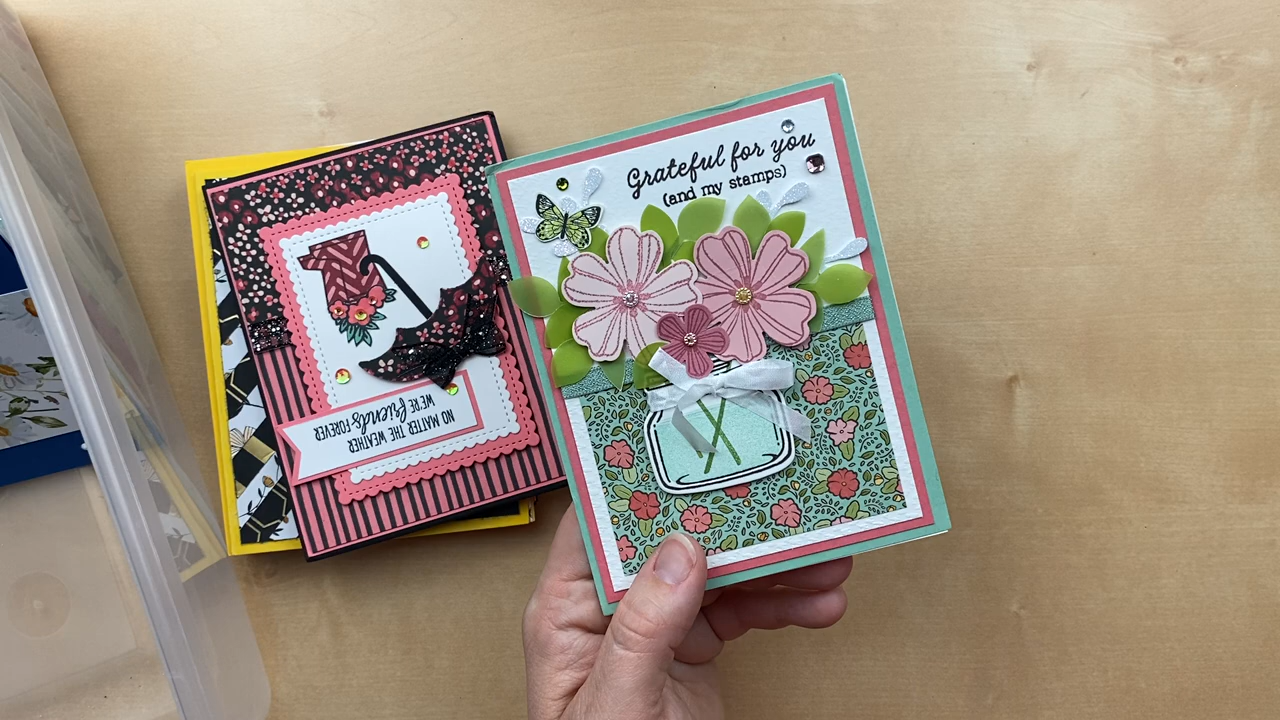 Grateful for you
(and my stamps)
NO MATTER THE WEATHER
WE'RE friends FOREVER